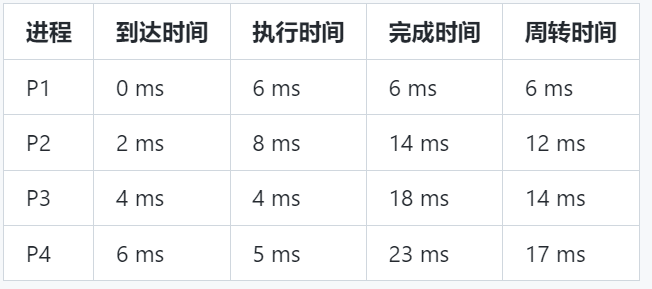 进程 到达时间 执行时间 完成时间 周转时间
P1 0 ms 6 ms 6 ms 6 ms
P2 2 ms 8 ms 14 ms 12 ms
P3 4 ms 4 ms 18 ms 14 ms
P4 6 ms 5 ms 23 ms 17 ms